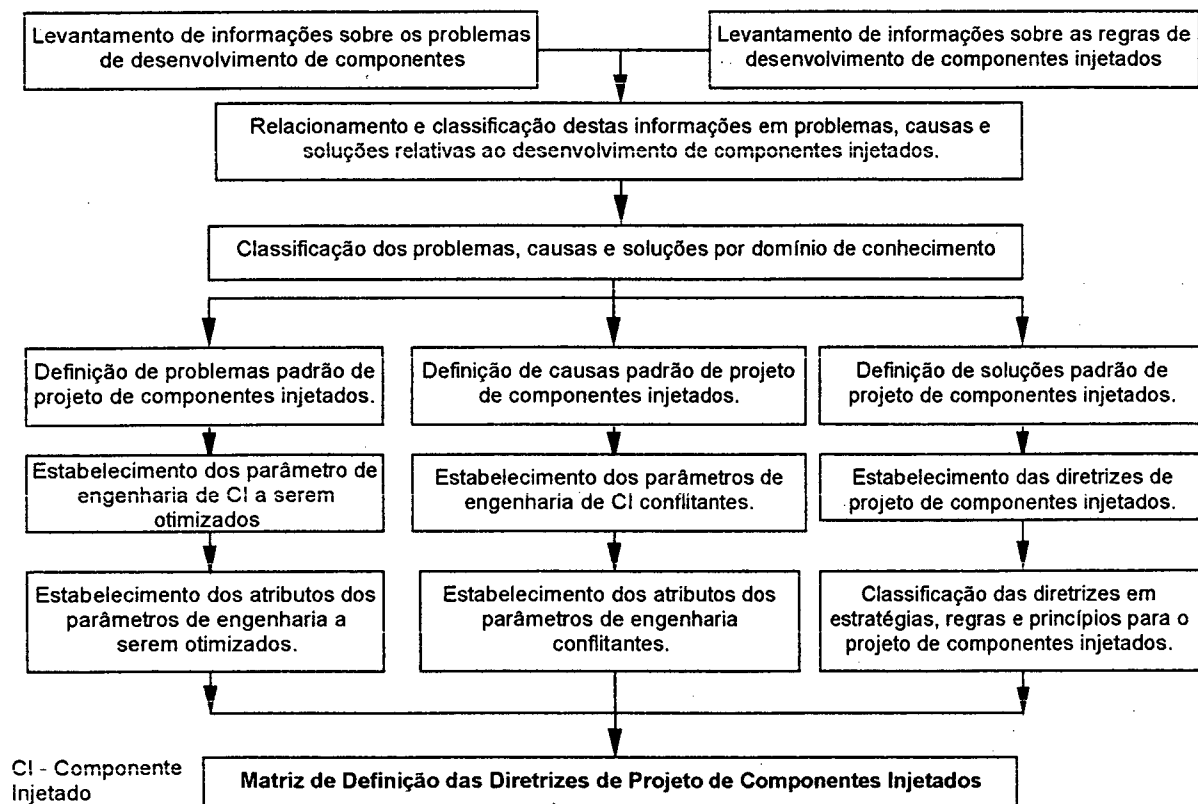 Levantamento de informações sobre os problemas
de desenvolvimento de componentes
Levantamento de informações sobre as regras de
desenvolvimento de componentes injetados
Relacionamento e classificação destas informações em problemas, causas e
soluções relativas ao desenvolvimento de componentes injetados.
Classificação dos problemas, causas e soluções por domínio de conhecimento
Definição de problemas padrão de
projeto de componentes injetados.
Definição de causas padrão de projeto
de componentes injetados.
Definição de soluções padrão de
projeto de componentes injetados.
Estabelecimento dos parâmetro de
engenharia de CI a serem
otimizados
Estabelecimento dos parâmetros de
engenharia de CI conflitantes.
Estabelecimento das diretrizes de
projeto de componentes injetados.
Estabelecimento dos atributos dos
parâmetros de engenharia a
serem otimizados.
Estabelecimento dos atributos dos
parâmetros de engenharia
conflitantes.
Classificação das diretrizes em
estratégias, regras e princípios para o
projeto de componentes injetados.
CI - Componente
Injetado
Matriz de Definição das Diretrizes de Projeto de Componentes Injetados